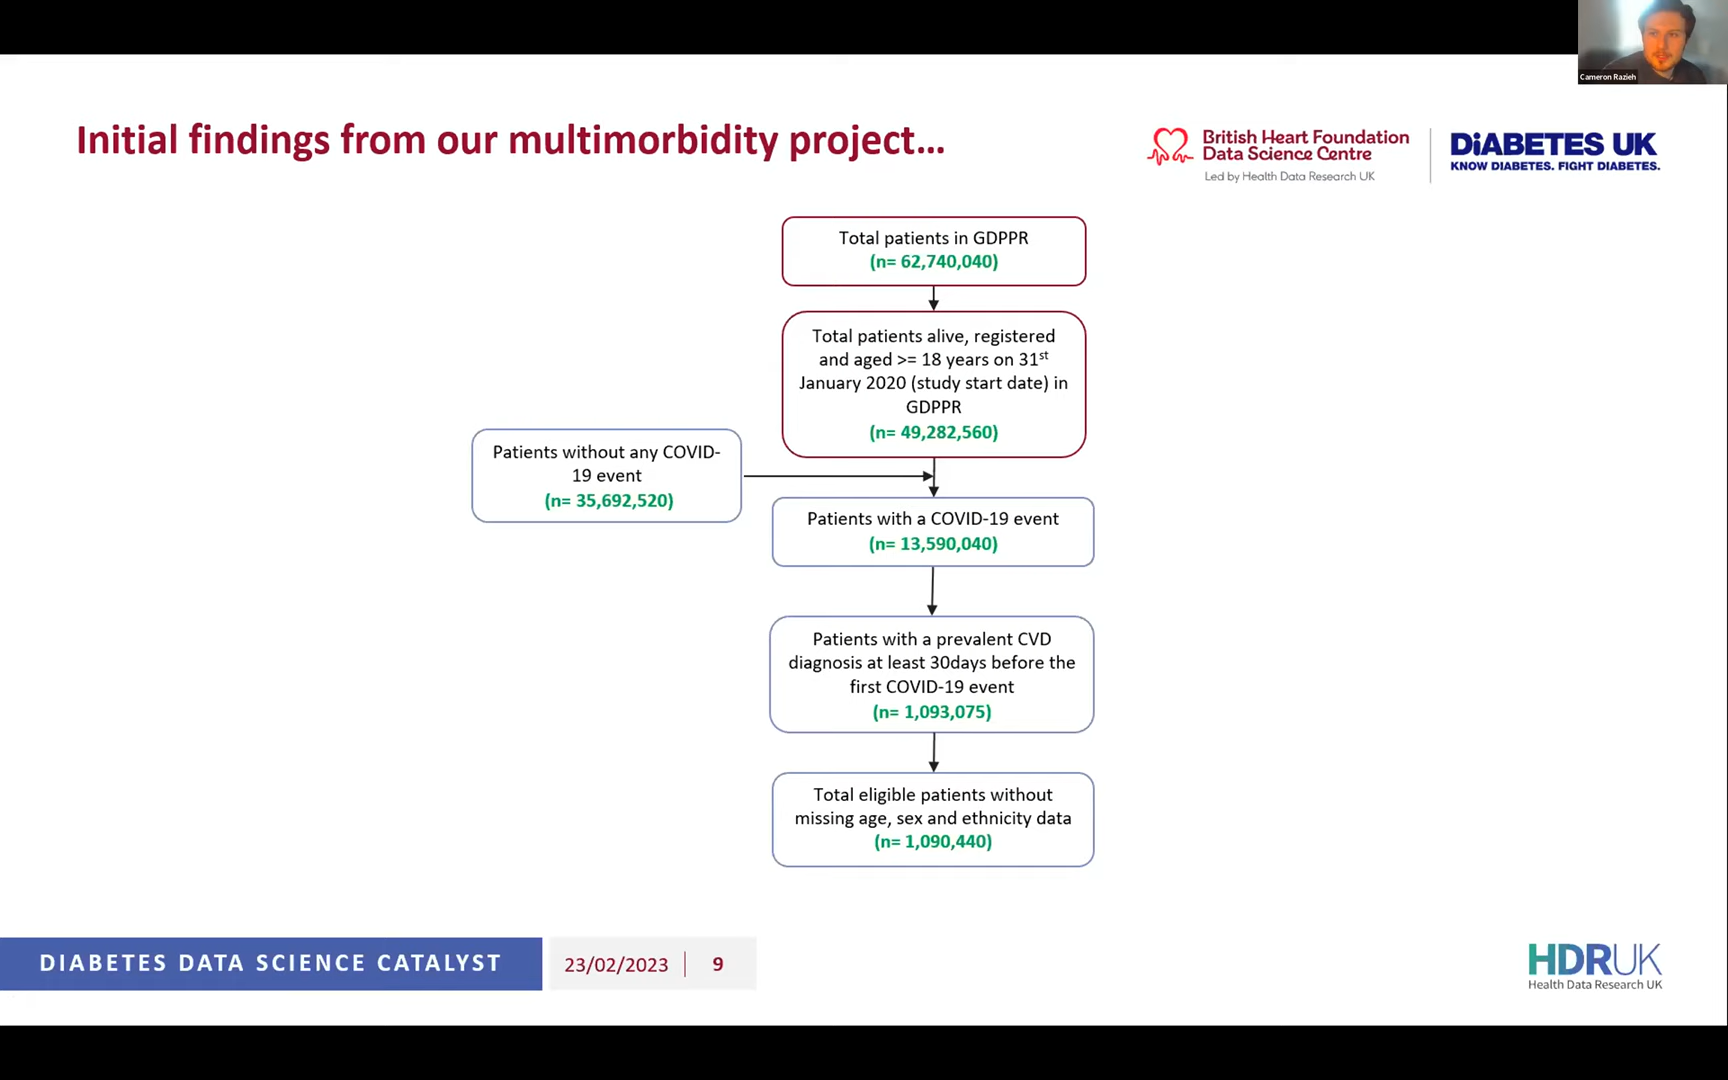 Cameron Razieh
Initial findings from our multimorbidity project...
British Heart Foundation
Data Science Centre
Led by Health Data Research UK
DiABETES UK
KNOW DIABETES. FIGHT DIABETES.
Total patients in GDPPR
(n= 62,740,040)
Total patients alive, registered
and aged >= 18 years on 31st
January 2020 (study start date) in
GDPPR
(n= 49,282,560)
Patients without any COVID-
19 event
(n= 35,692,520)
Patients with a COVID-19 event
(n= 13,590,040)
Patients with a prevalent CVD
diagnosis at least 30days before the
first COVID-19 event
(n= 1,093,075)
Total eligible patients without
missing age, sex and ethnicity data
(n= 1,090,440)
DIABETES DATA SCIENCE CATALYST
23/02/2023 | 9
HDRUK
Health Data Research UK